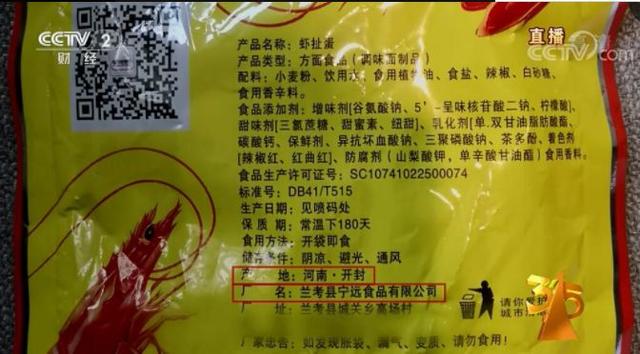 CCTV 2
财经
直播
CCTV.com
产品名称：虾扯蛋
产品类型：方面食品（调味面制品）
配料：小麦粉、饮用水、食用植物油、食盐、辣椒、白砂糖、
食用香辛料。
食品添加剂：增味剂[谷氨酸钠、5’-呈味核苷酸二钠、柠檬酸]、
甜味剂[三氯蔗糖、甜蜜素、纽甜]、乳化剂[单.双甘油脂肪酸酯、
碳酸钙、保鲜剂、异抗坏血酸钠、三聚磷酸钠、茶多酚、着色剂
[辣椒红、红曲红]、防腐剂（山梨酸钾，单辛酸甘油酯）食用香料。
食品生产许可证号：SC10741022500074
标准号：DB41/T515
生产日期：见喷码处
保质期：常温下180天
食用方法：开袋即食
储存条件：阴凉、避光、通风
产地：河南·开封
厂名：兰考县宁远食品有限公司
厂址：兰考县城关乡高场村
厂家忠告：如发现胀袋、漏气、变质、请勿食用！
请你爱护
城市
315